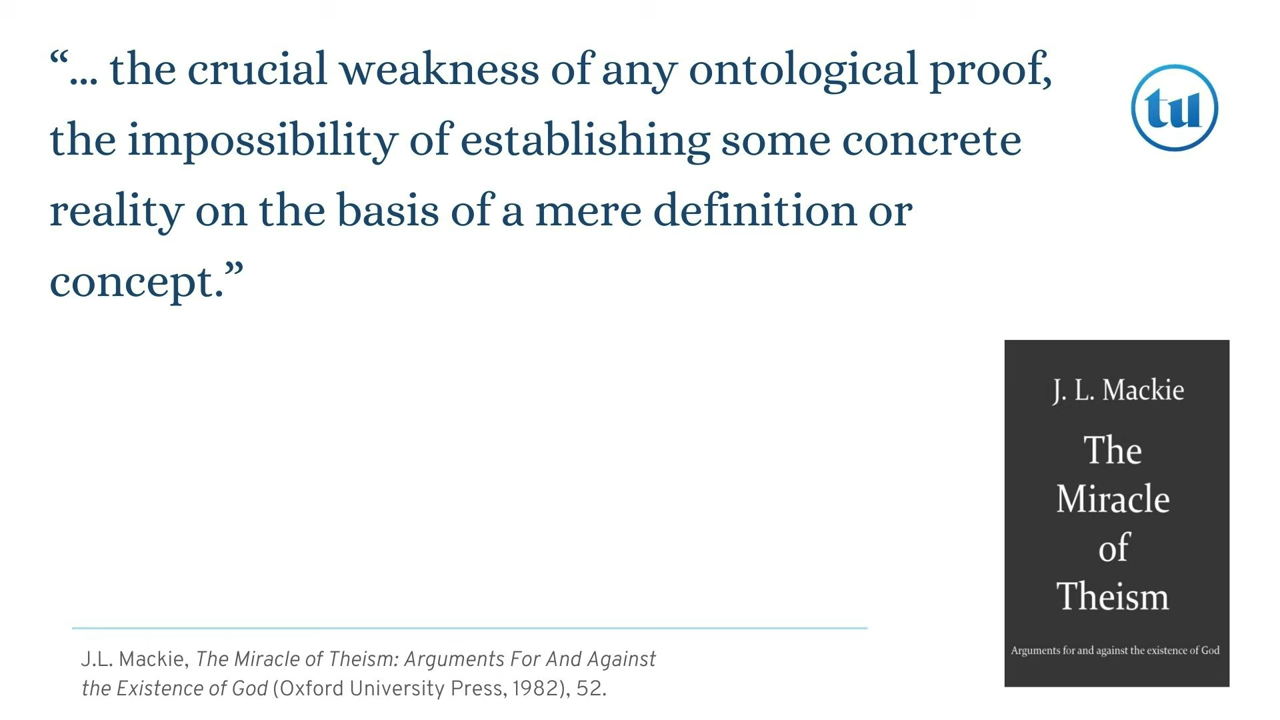 “... the crucial weakness of any ontological proof,
the impossibility of establishing some concrete
reality on the basis of a mere definition or
concept.”
tu
J. L. Mackie
The
Miracle
of
Theism
Arguments for and against the existence of God
J.L. Mackie, The Miracle of Theism: Arguments For And Against
the Existence of God (Oxford University Press, 1982), 52.